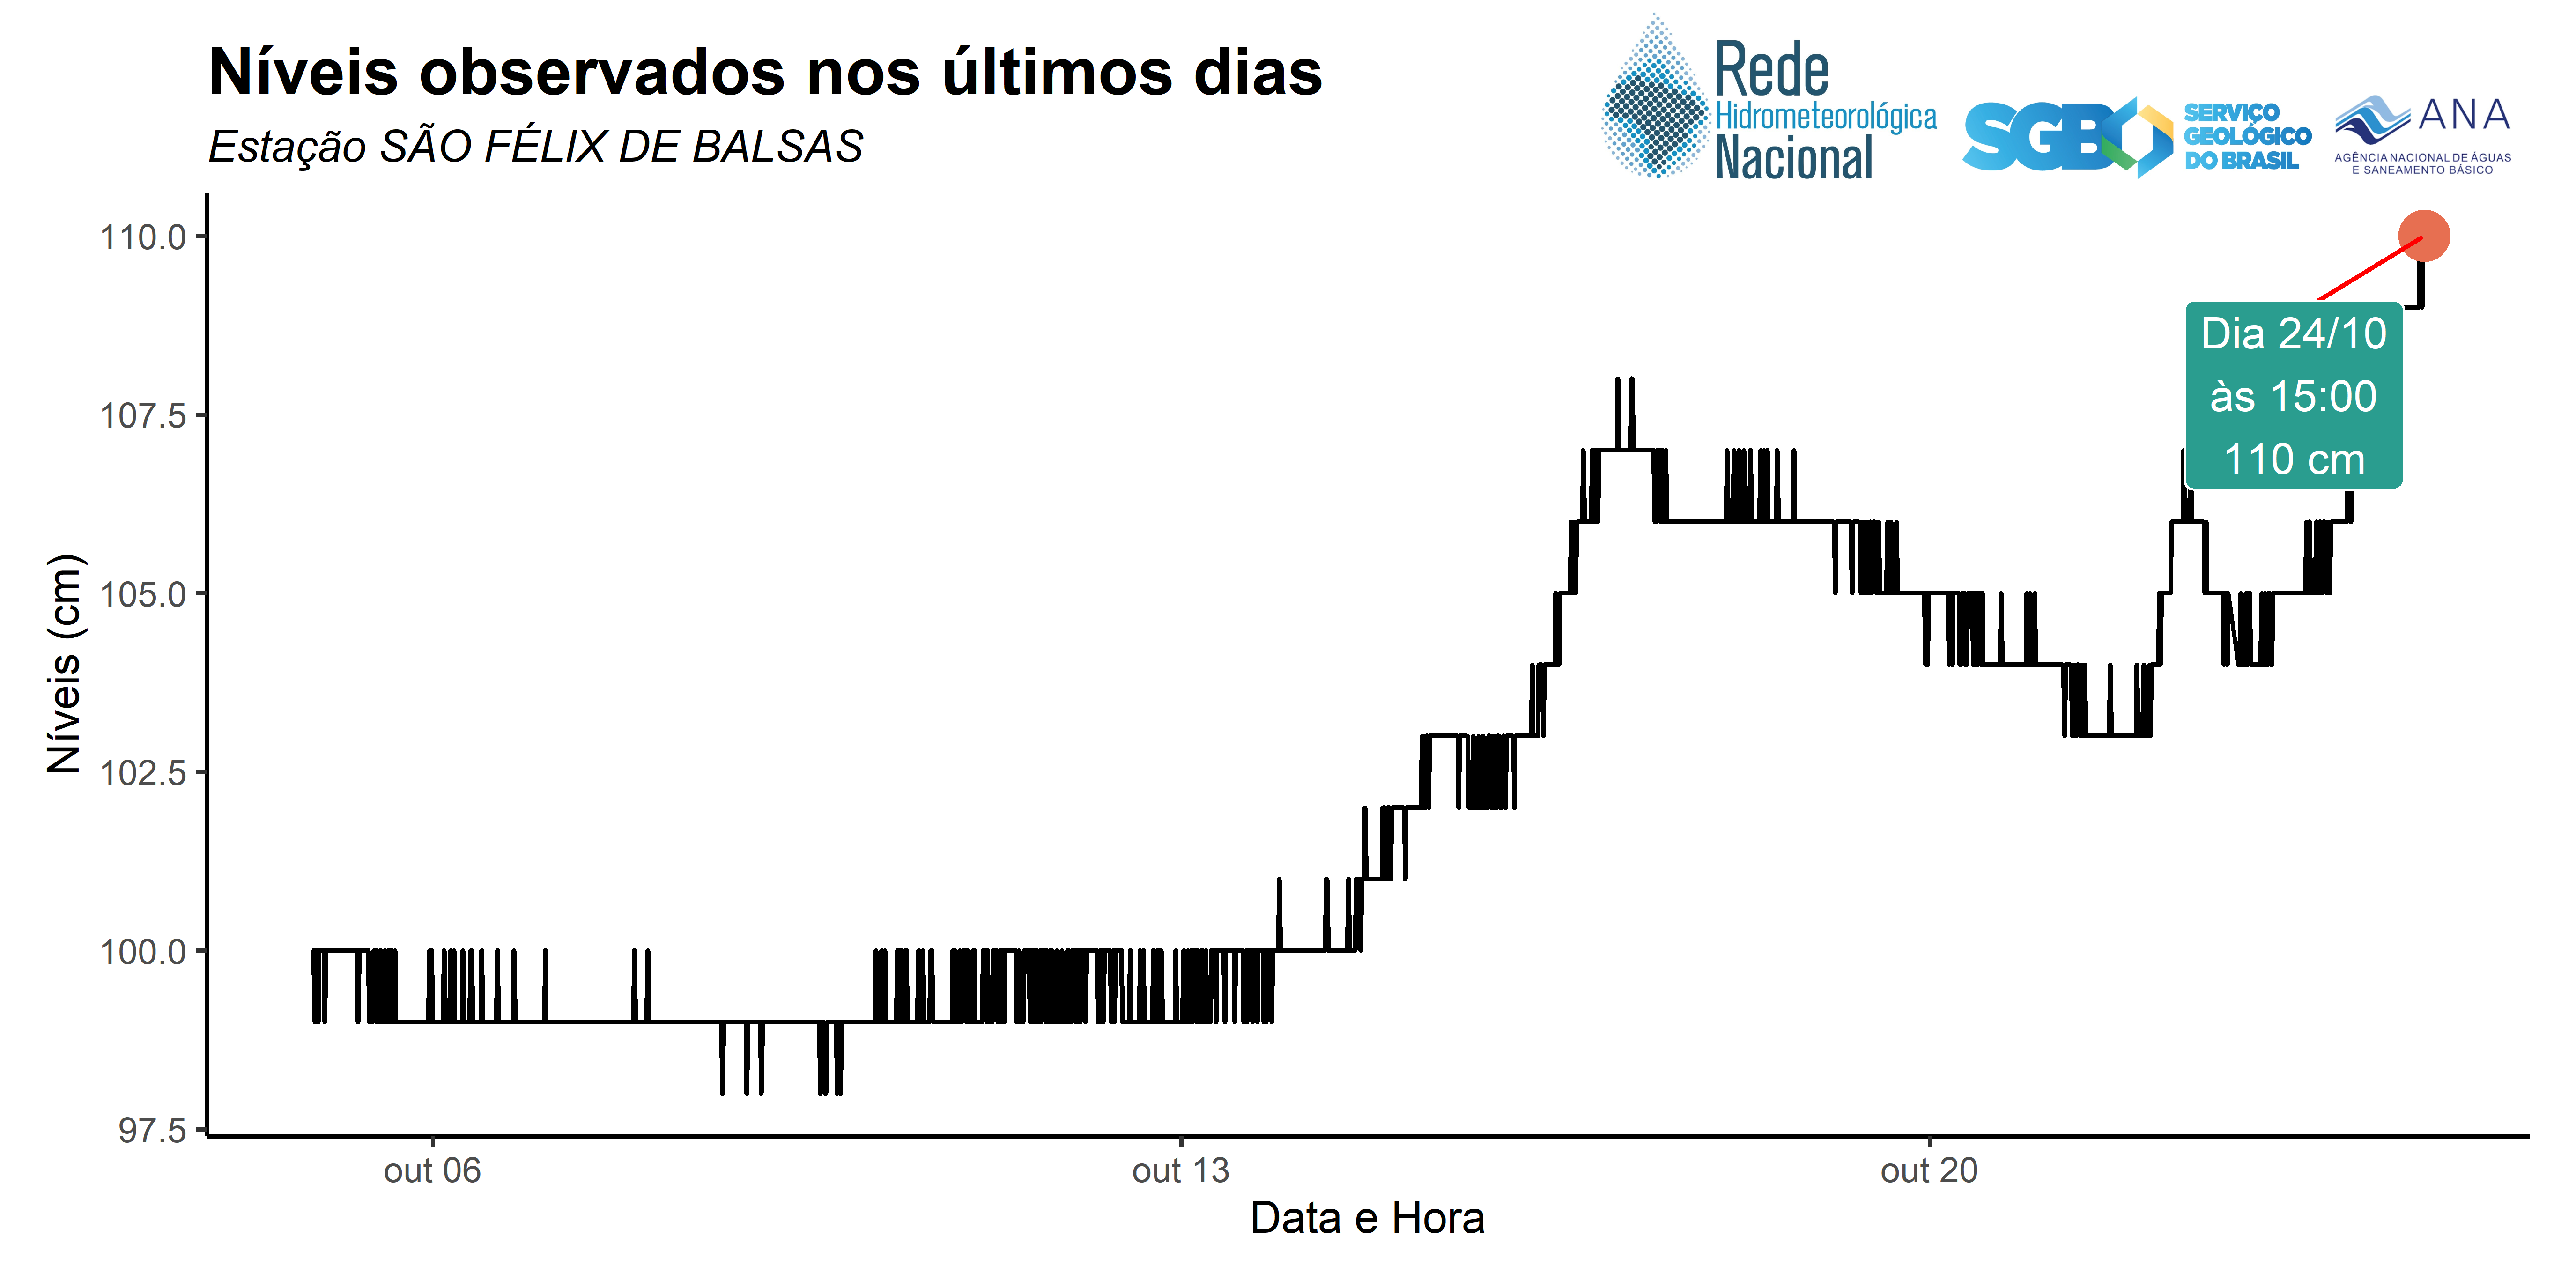 Níveis observados nos últimos dias
Estação SÃO FÉLIX DE BALSAS
Rede
Hidrometeorológica
Nacional
SGB
SERVIÇO
GEOLÓGICO
DO BRASIL
ANA
AGÊNCIA NACIONAL DE ÁGUAS
E SANEAMENTO BÁSICO
Níveis (cm)
110.0
107.5
105.0
102.5
100.0
97.5
Dia 24/10
às 15:00
110 cm
out 06
out 13
out 20
Data e Hora